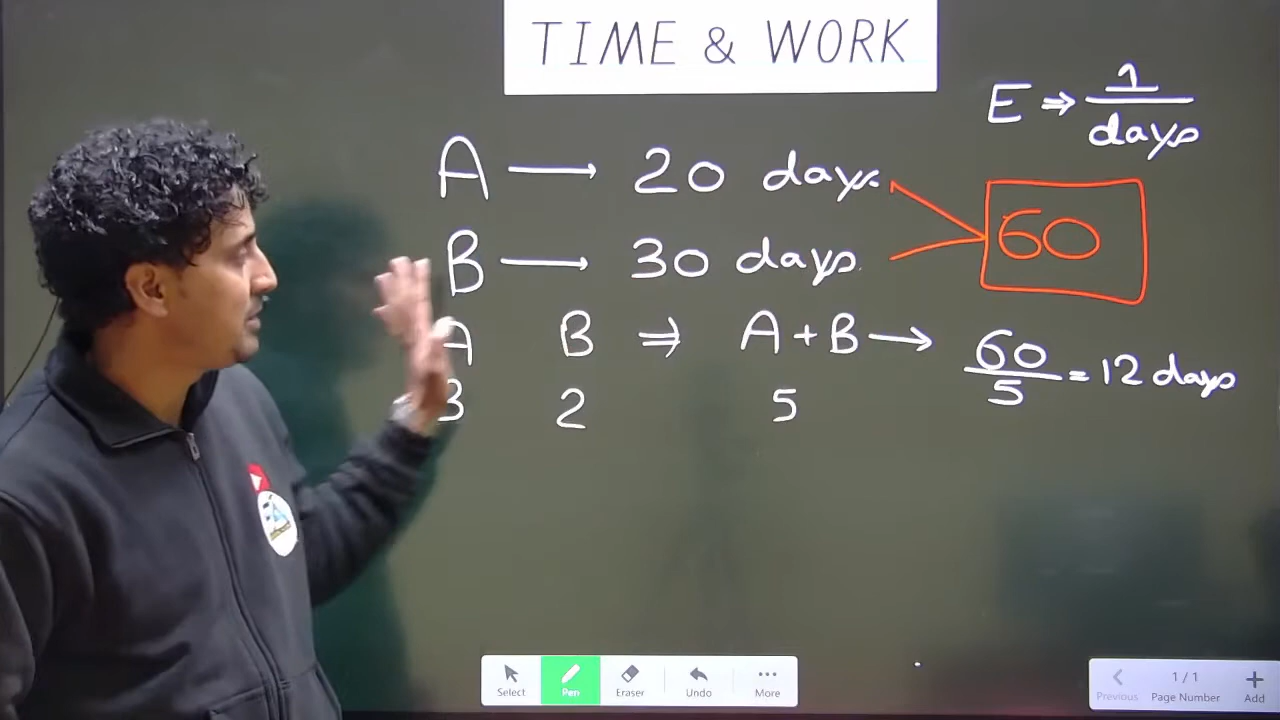 TIME & WORK
E ⇒ 1/days
A → 20 days
60
B → 30 days
A B ⇒ A + B → 60/5 = 12 days
3 2 5
Select Pen Eraser Undo More
Previous 1 / 1 Page Number Add